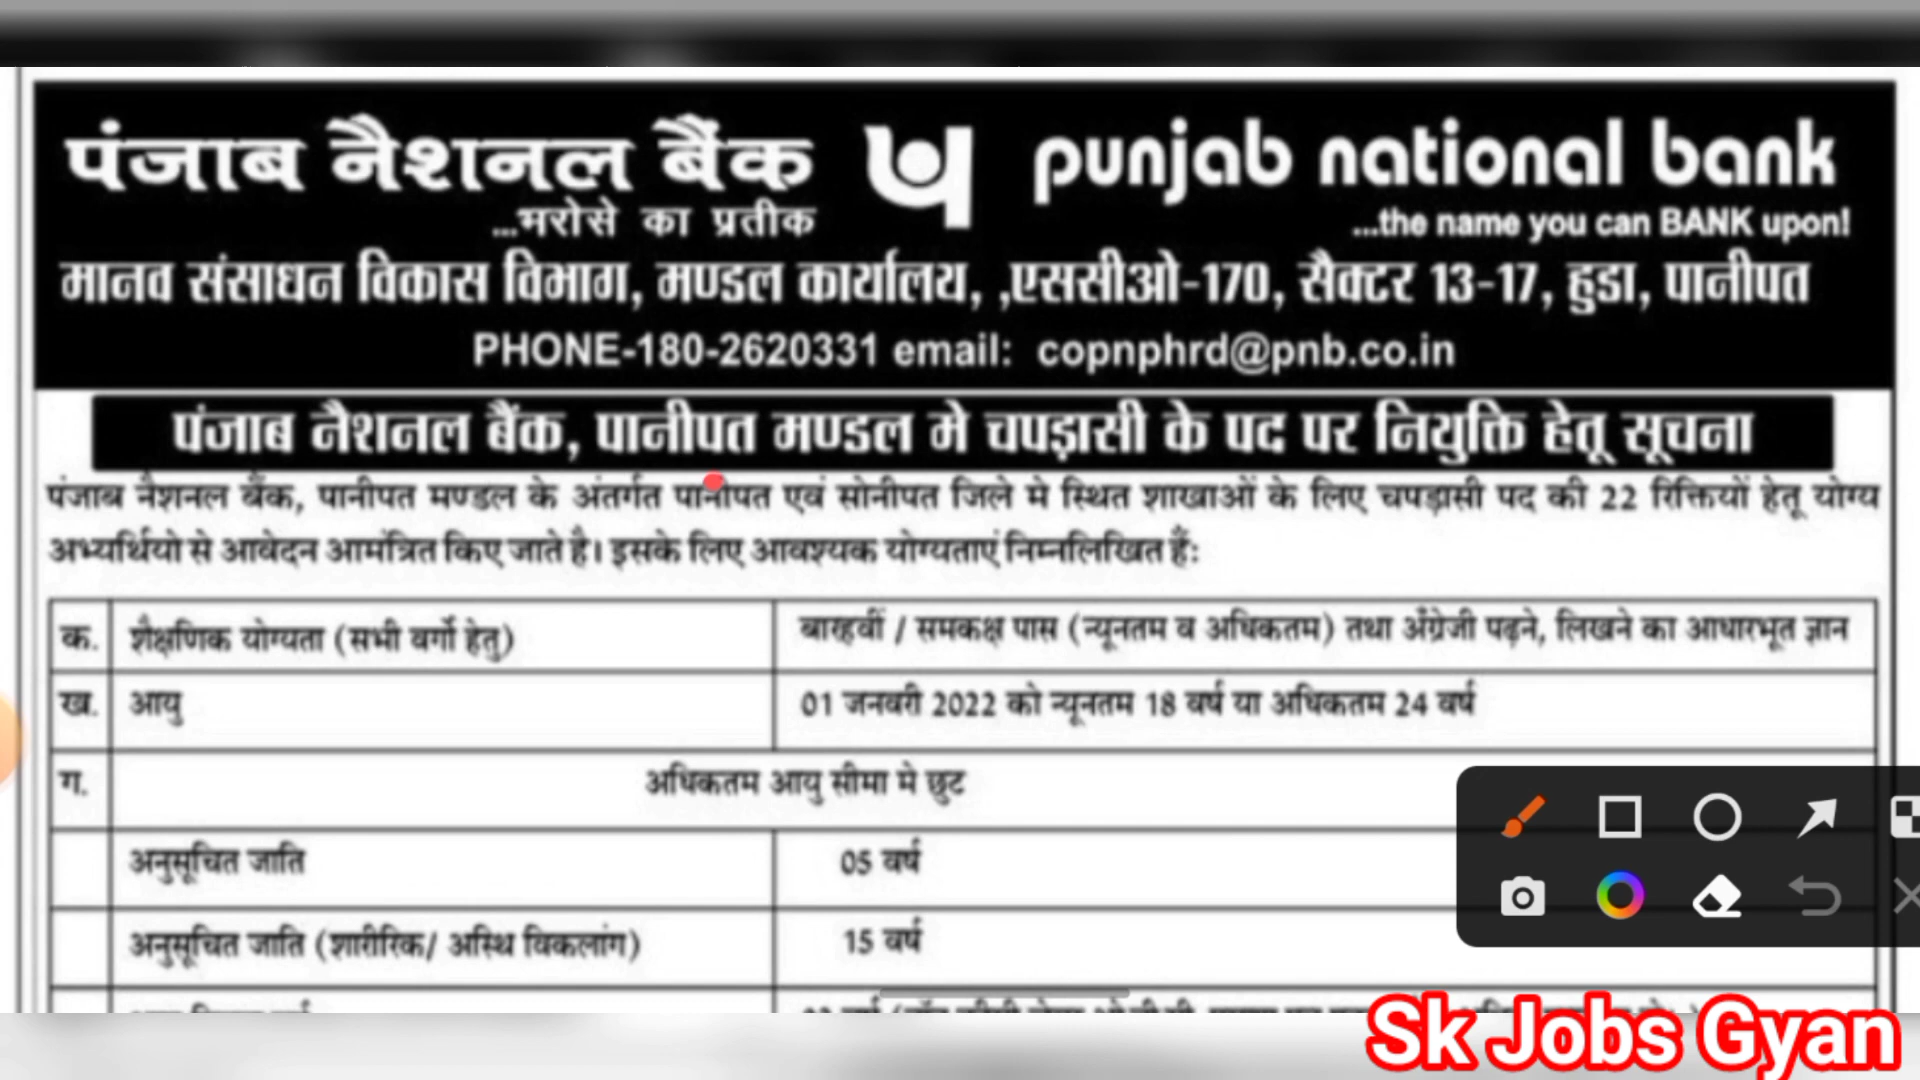 पंजाब नैशनल बैंक punjab national bank
...भरोसे का प्रतीक ...the name you can BANK upon!
मानव संसाधन विकास विभाग, मण्डल कार्यालय, ,एससीओ-170, सैक्टर 13-17, हुडा, पानीपत
PHONE-180-2620331 email: copnphrd@pnb.co.in
पंजाब नैशनल बैंक, पानीपत मण्डल मे चपड़ासी के पद पर नियुक्ति हेतू सूचना
पंजाब नैशनल बैंक, पानीपत मण्डल के अंतर्गत पानीपत एवं सोनीपत जिले मे स्थित शाखाओं के लिए चपड़ासी पद की 22 रिक्तियों हेतू योग्य
अभ्यर्थियो से आवेदन आमंत्रित किए जाते है। इसके लिए आवश्यक योग्यताएं निम्नलिखित हैं:
क. शैक्षणिक योग्यता (सभी वर्गो हेतु) बारहवीं / समकक्ष पास (न्यूनतम व अधिकतम) तथा अँग्रेजी पढ़ने, लिखने का आधारभूत ज्ञान
ख. आयु 01 जनवरी 2022 को न्यूनतम 18 वर्ष या अधिकतम 24 वर्ष
ग. अधिकतम आयु सीमा मे छुट
अनुसूचित जाति 05 वर्ष
अनुसूचित जाति (शारीरिक/ अस्थि विकलांग) 15 वर्ष
Sk Jobs Gyan